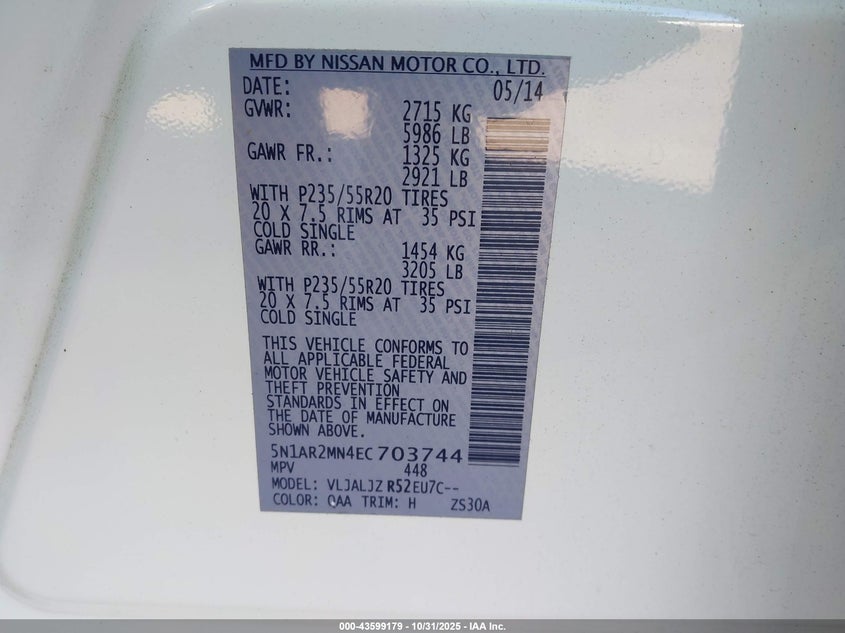 MFD BY NISSAN MOTOR CO., LTD.
DATE: 05/14
GVWR: 2715 KG
5986 LB
GAWR FR.: 1325 KG
2921 LB
WITH P235/55R20 TIRES
20 X 7.5 RIMS AT 35 PSI
COLD SINGLE
GAWR RR.: 1454 KG
3205 LB
WITH P235/55R20 TIRES
20 X 7.5 RIMS AT 35 PSI
COLD SINGLE
THIS VEHICLE CONFORMS TO
ALL APPLICABLE FEDERAL
MOTOR VEHICLE SAFETY AND
THEFT PREVENTION
STANDARDS IN EFFECT ON
THE DATE OF MANUFACTURE
SHOWN ABOVE.
5N1AR2MN4EC703744
MPV 448
MODEL: VLJALJZ R52EU7C--
COLOR: QAA TRIM: H ZS30A
000-43599179 • 10/31/2025 • IAA Inc.